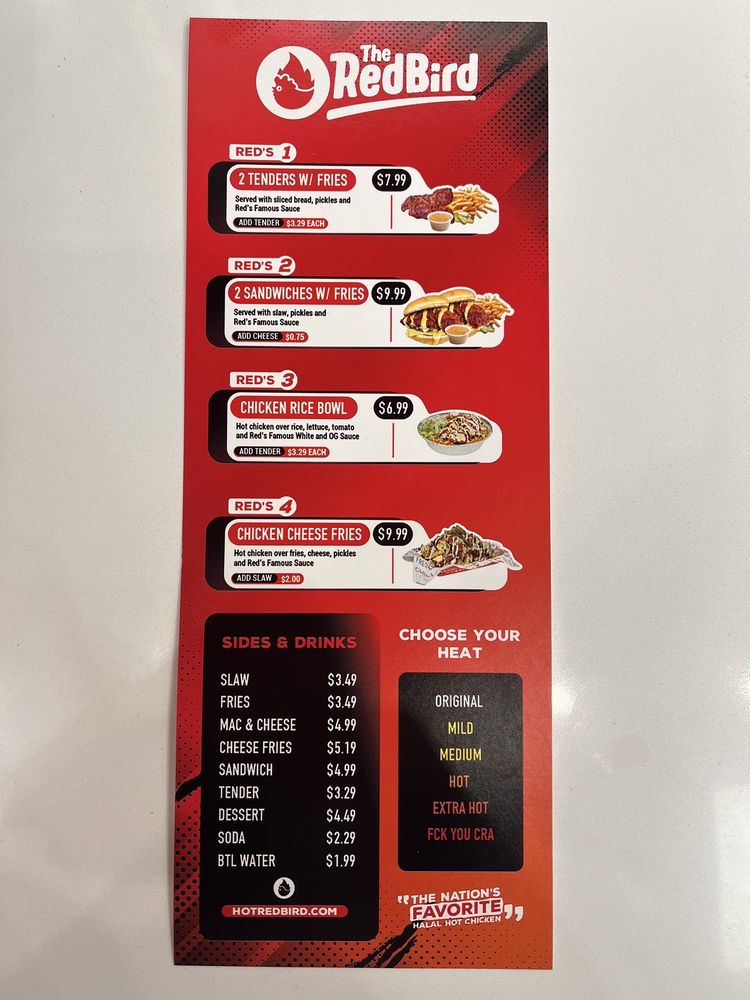 The
RedBird
RED'S 1
2 TENDERS W/ FRIES $7.99
Served with sliced bread, pickles and
Red's Famous Sauce
ADD TENDER $3.29 EACH
RED'S 2
2 SANDWICHES W/ FRIES $9.99
Served with slaw, pickles and
Red's Famous Sauce
ADD CHEESE $0.75
RED'S 3
CHICKEN RICE BOWL $6.99
Hot chicken over rice, lettuce, tomato
and Red's Famous White and OG Sauce
ADD TENDER $3.29 EACH
RED'S 4
CHICKEN CHEESE FRIES $9.99
Hot chicken over fries, cheese, pickles
and Red's Famous Sauce
ADD SLAW $2.00
SIDES & DRINKS
SLAW $3.49
FRIES $3.49
MAC & CHEESE $4.99
CHEESE FRIES $5.19
SANDWICH $4.99
TENDER $3.29
DESSERT $4.49
SODA $2.29
BTL WATER $1.99
HOTREDBIRD.COM
CHOOSE YOUR
HEAT
ORIGINAL
MILD
MEDIUM
HOT
EXTRA HOT
FCK YOU CRA
"THE NATION'S
FAVORITE
HALAL HOT CHICKEN"